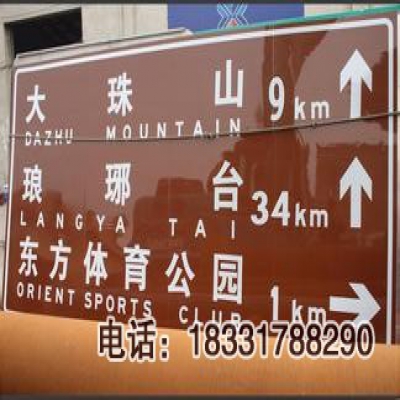 大珠山 9km
DAZHU MOUNTAIN
琅琊台 34km
LANGYA TAI
东方体育公园 1km
ORIENT SPORTS CLUB
电话：18331788290